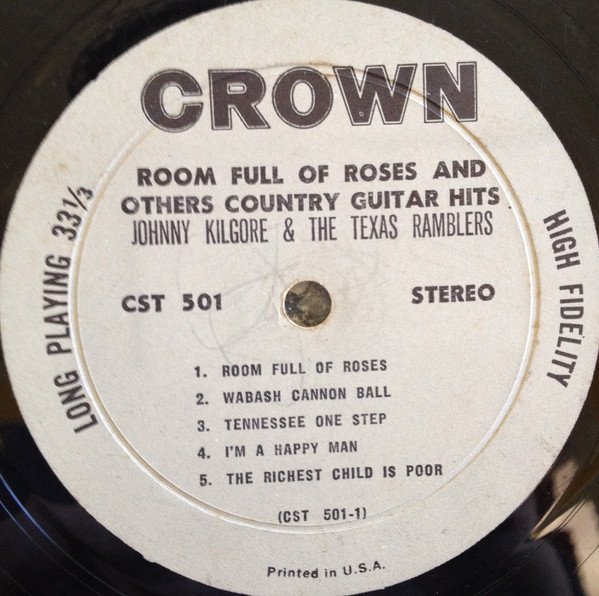 CROWN
ROOM FULL OF ROSES AND
OTHERS COUNTRY GUITAR HITS
JOHNNY KILGORE & THE TEXAS RAMBLERS
LONG PLAYING 33⅓
HIGH FIDELITY
CST 501
STEREO
1. ROOM FULL OF ROSES
2. WABASH CANNON BALL
3. TENNESSEE ONE STEP
4. I'M A HAPPY MAN
5. THE RICHEST CHILD IS POOR
(CST 501-1)
Printed in U.S.A.